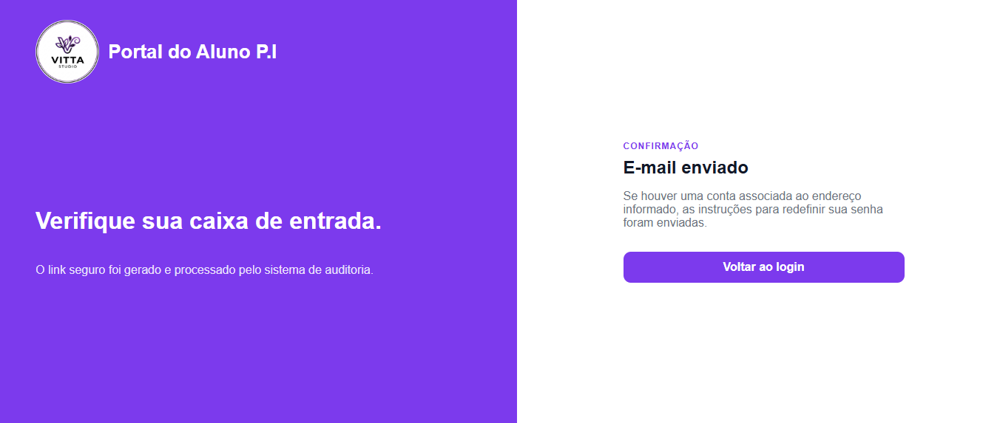 VITTA
STUDIO
Portal do Aluno P.I
Verifique sua caixa de entrada.
O link seguro foi gerado e processado pelo sistema de auditoria.
CONFIRMAÇÃO
E-mail enviado
Se houver uma conta associada ao endereço
informado, as instruções para redefinir sua senha
foram enviadas.
Voltar ao login